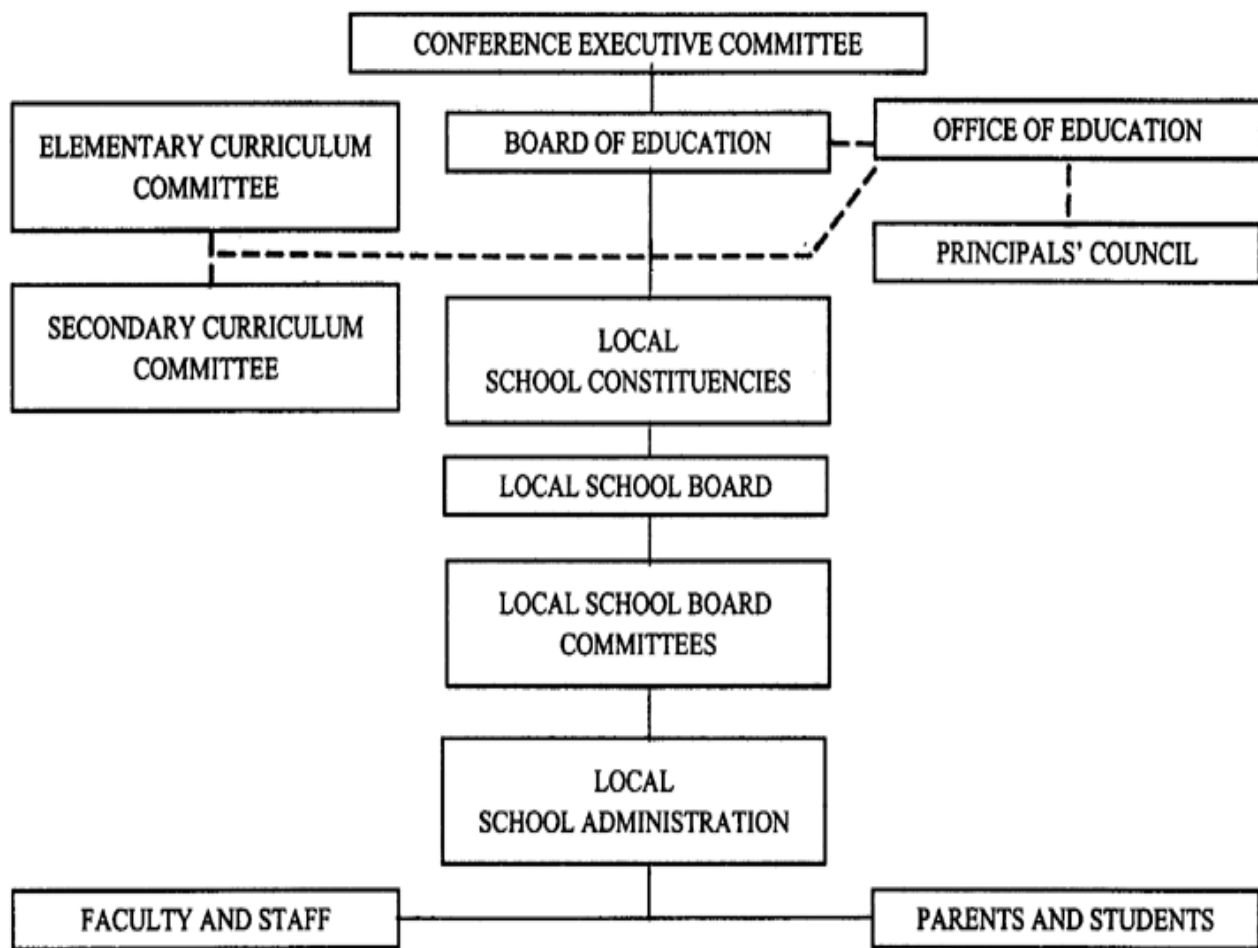 CONFERENCE EXECUTIVE COMMITTEE
ELEMENTARY CURRICULUM
COMMITTEE
BOARD OF EDUCATION
OFFICE OF EDUCATION
PRINCIPALS' COUNCIL
SECONDARY CURRICULUM
COMMITTEE
LOCAL
SCHOOL CONSTITUENCIES
LOCAL SCHOOL BOARD
LOCAL SCHOOL BOARD
COMMITTEES
LOCAL
SCHOOL ADMINISTRATION
FACULTY AND STAFF
PARENTS AND STUDENTS